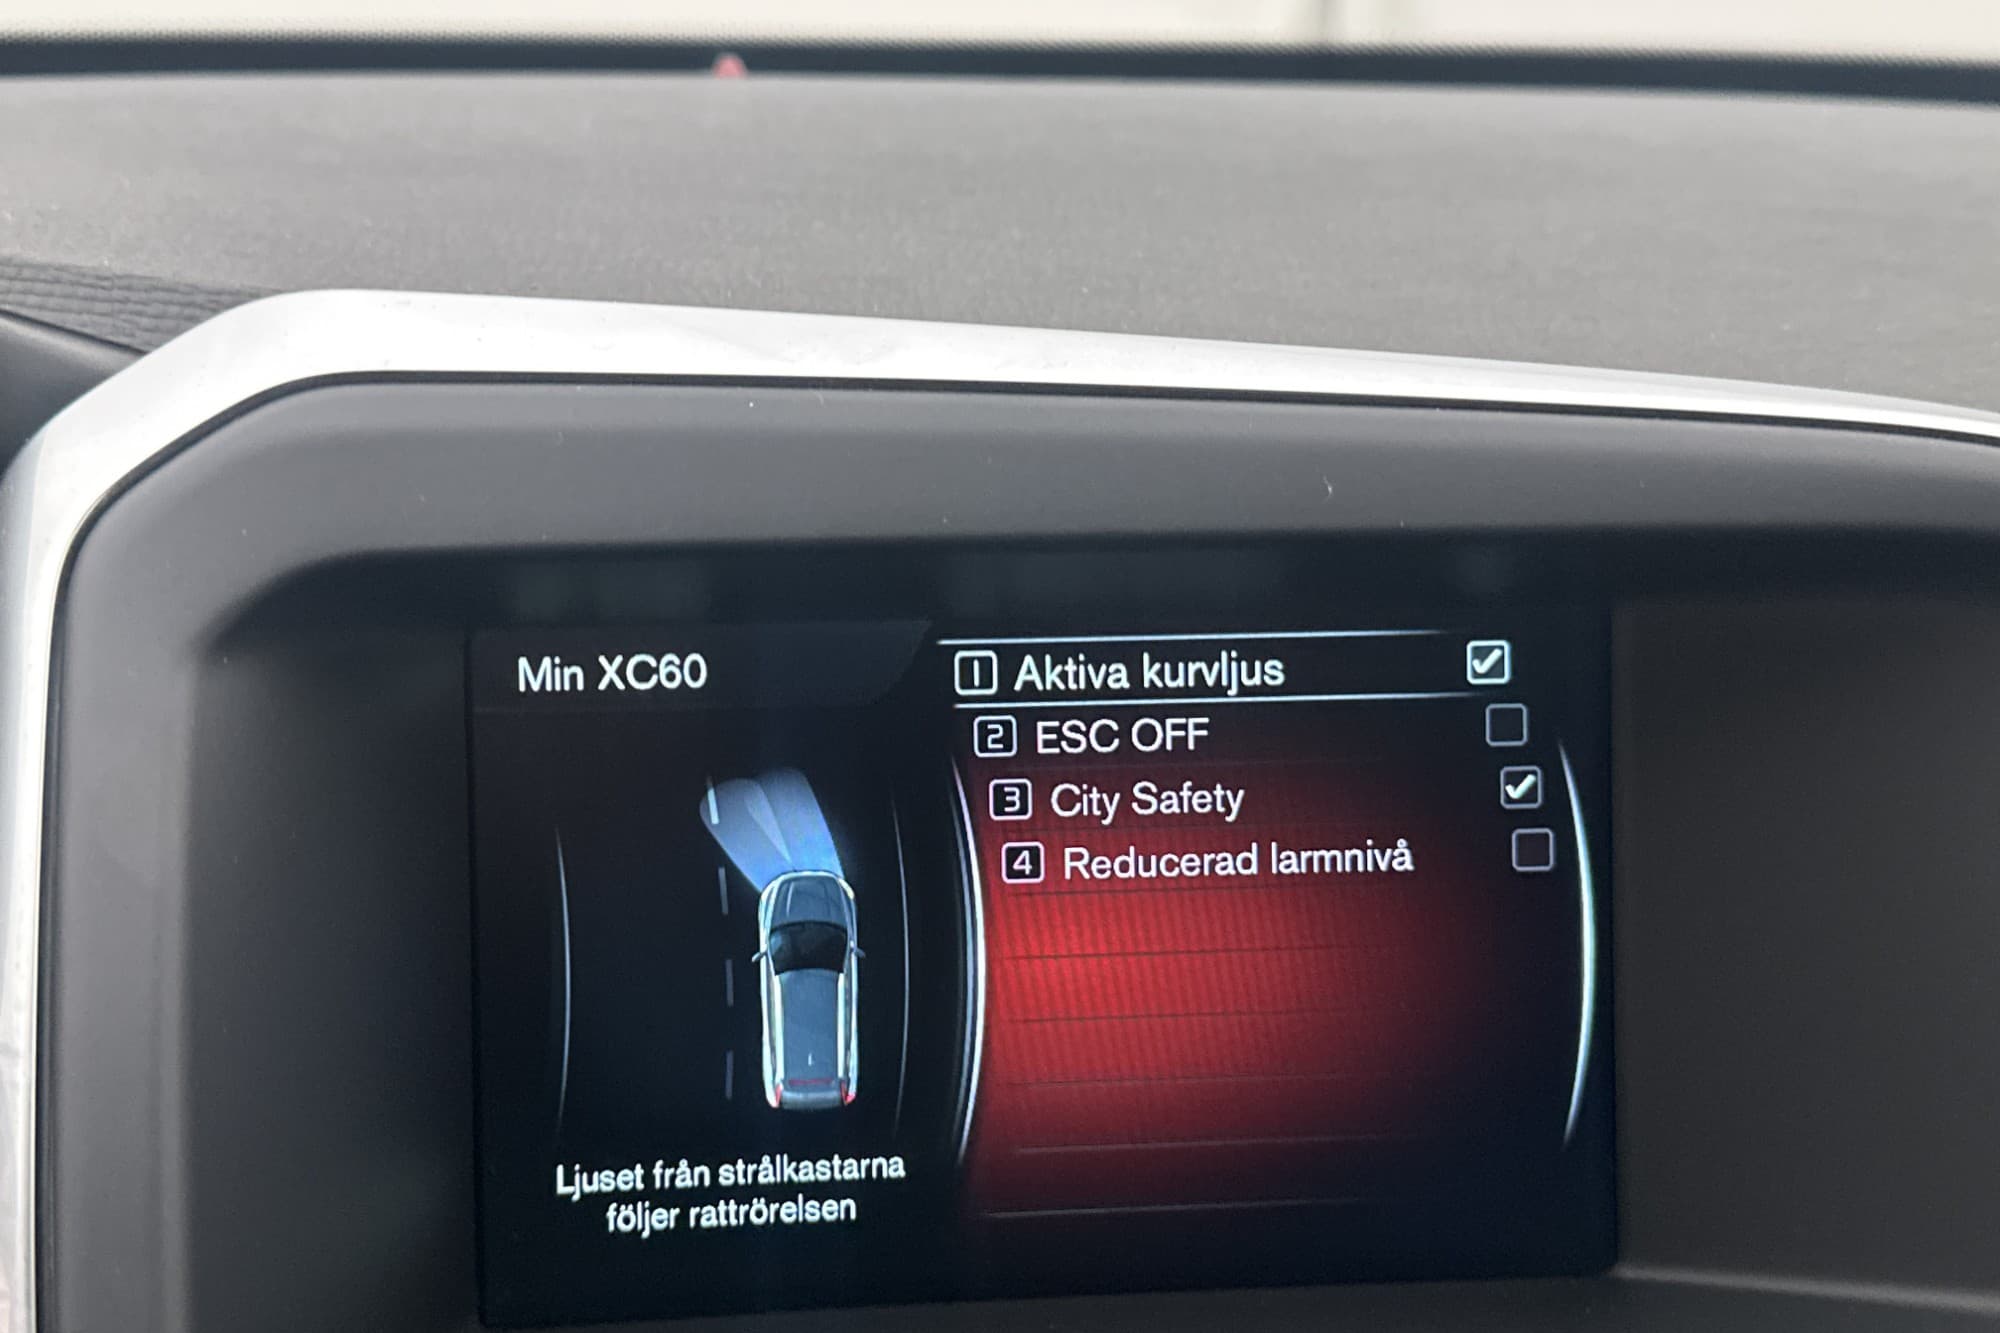 Min XC60
1 Aktiva kurvljus
2 ESC OFF
3 City Safety
4 Reducerad larmnivå
Ljuset från strålkastarna
följer rattrörelsen